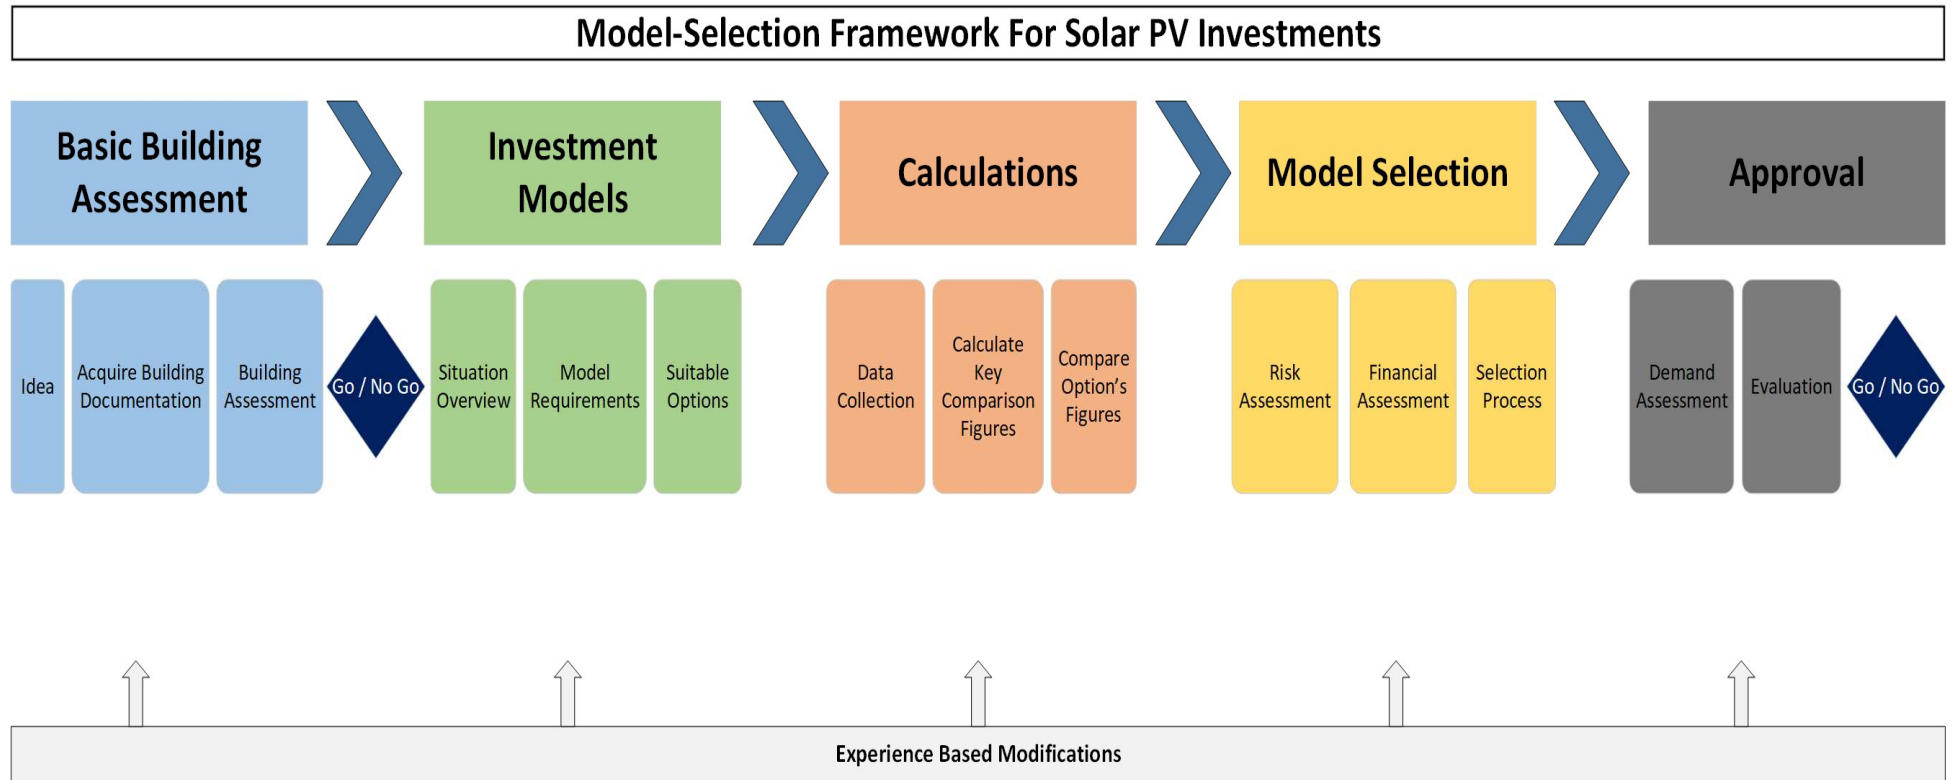 Model-Selection Framework For Solar PV Investments
Basic Building
Assessment
Investment
Models
Calculations
Model Selection
Approval
Idea
Acquire Building
Documentation
Building
Assessment
Go / No Go
Situation
Overview
Model
Requirements
Suitable
Options
Data
Collection
Calculate
Key
Comparison
Figures
Compare
Option's
Figures
Risk
Assessment
Financial
Assessment
Selection
Process
Demand
Assessment
Evaluation
Go / No Go
Experience Based Modifications